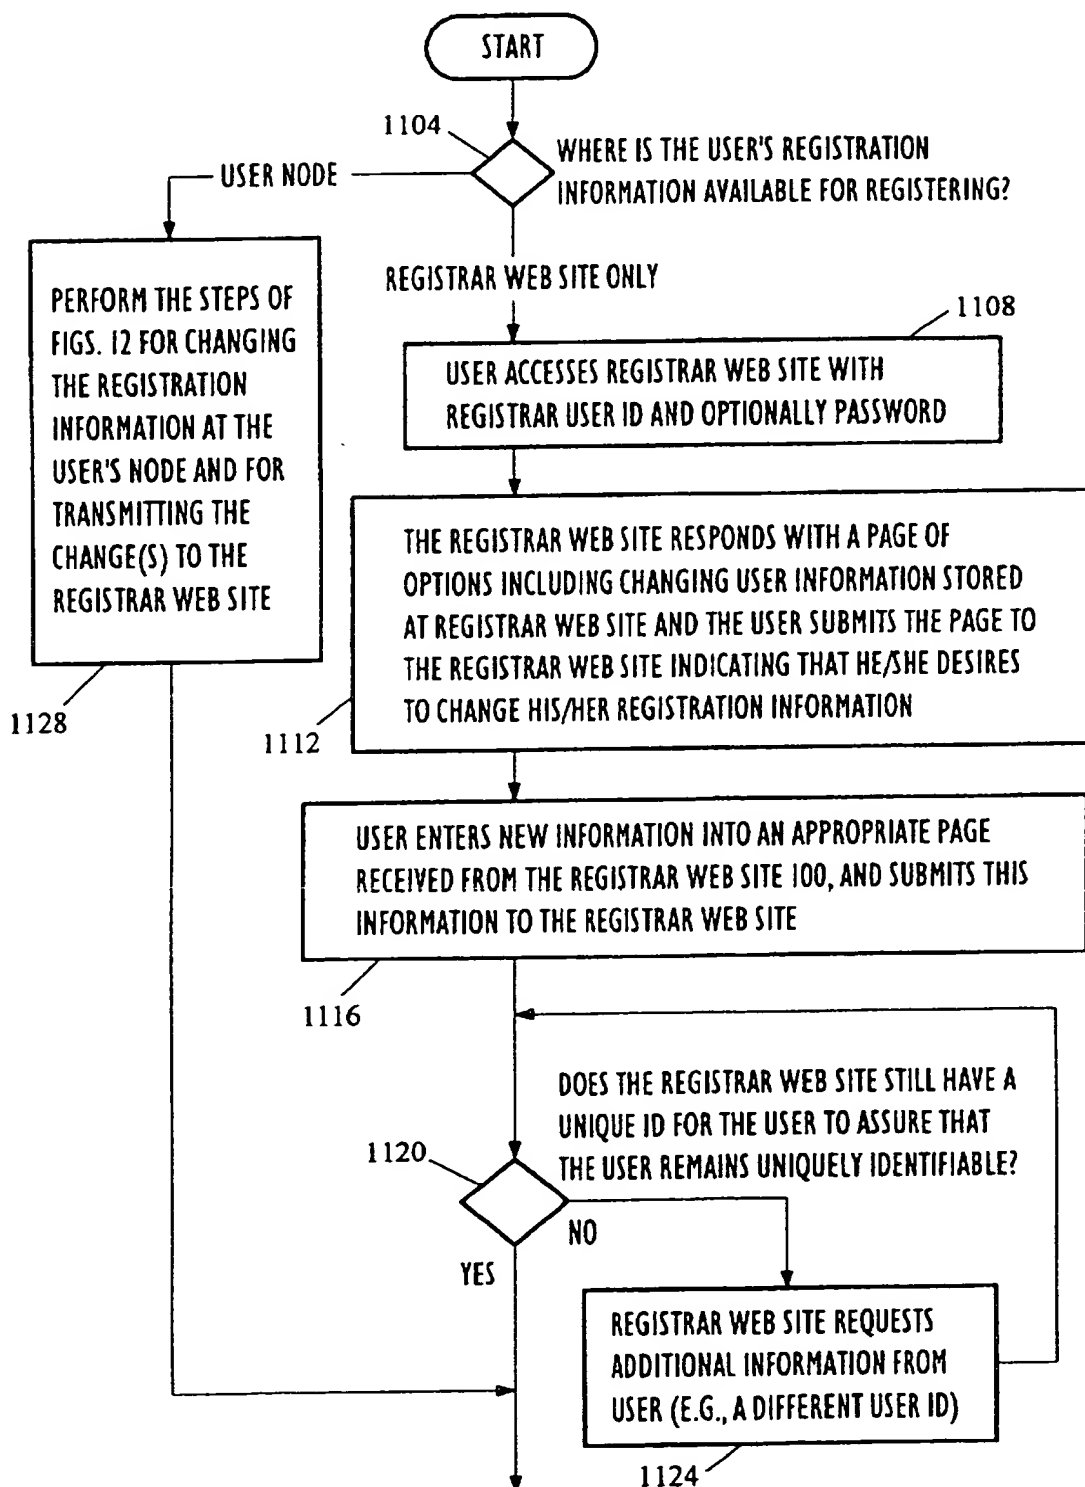 START
1104
WHERE IS THE USER'S REGISTRATION
INFORMATION AVAILABLE FOR REGISTERING?
USER NODE
REGISTRAR WEB SITE ONLY
PERFORM THE STEPS OF
FIGS. 12 FOR CHANGING
THE REGISTRATION
INFORMATION AT THE
USER'S NODE AND FOR
TRANSMITTING THE
CHANGE(S) TO THE
REGISTRAR WEB SITE
1128
1108
USER ACCESSES REGISTRAR WEB SITE WITH
REGISTRAR USER ID AND OPTIONALLY PASSWORD
THE REGISTRAR WEB SITE RESPONDS WITH A PAGE OF
OPTIONS INCLUDING CHANGING USER INFORMATION STORED
AT REGISTRAR WEB SITE AND THE USER SUBMITS THE PAGE TO
THE REGISTRAR WEB SITE INDICATING THAT HE/SHE DESIRES
TO CHANGE HIS/HER REGISTRATION INFORMATION
1112
USER ENTERS NEW INFORMATION INTO AN APPROPRIATE PAGE
RECEIVED FROM THE REGISTRAR WEB SITE 100, AND SUBMITS THIS
INFORMATION TO THE REGISTRAR WEB SITE
1116
DOES THE REGISTRAR WEB SITE STILL HAVE A
UNIQUE ID FOR THE USER TO ASSURE THAT
THE USER REMAINS UNIQUELY IDENTIFIABLE?
1120
NO
YES
REGISTRAR WEB SITE REQUESTS
ADDITIONAL INFORMATION FROM
USER (E.G., A DIFFERENT USER ID)
1124